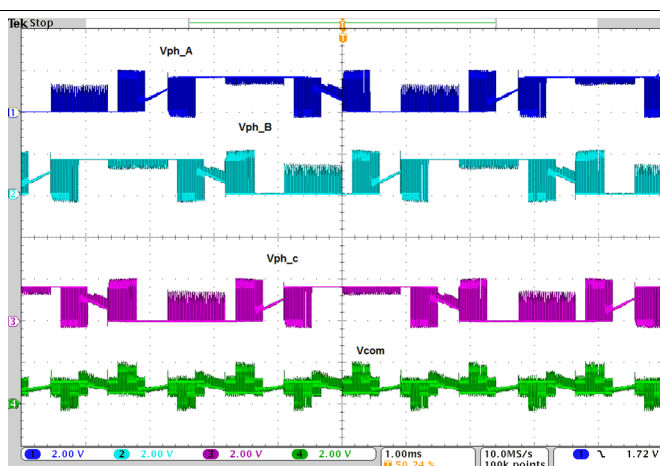 Tek Stop
T
Vph_A
1
Vph_B
2
Vph_c
3
Vcom
4
1 2.00 V 2 2.00 V 3 2.00 V 4 2.00 V 1.00ms 10.0MS/s 1 1.72 V
T 50.24 % 100k points